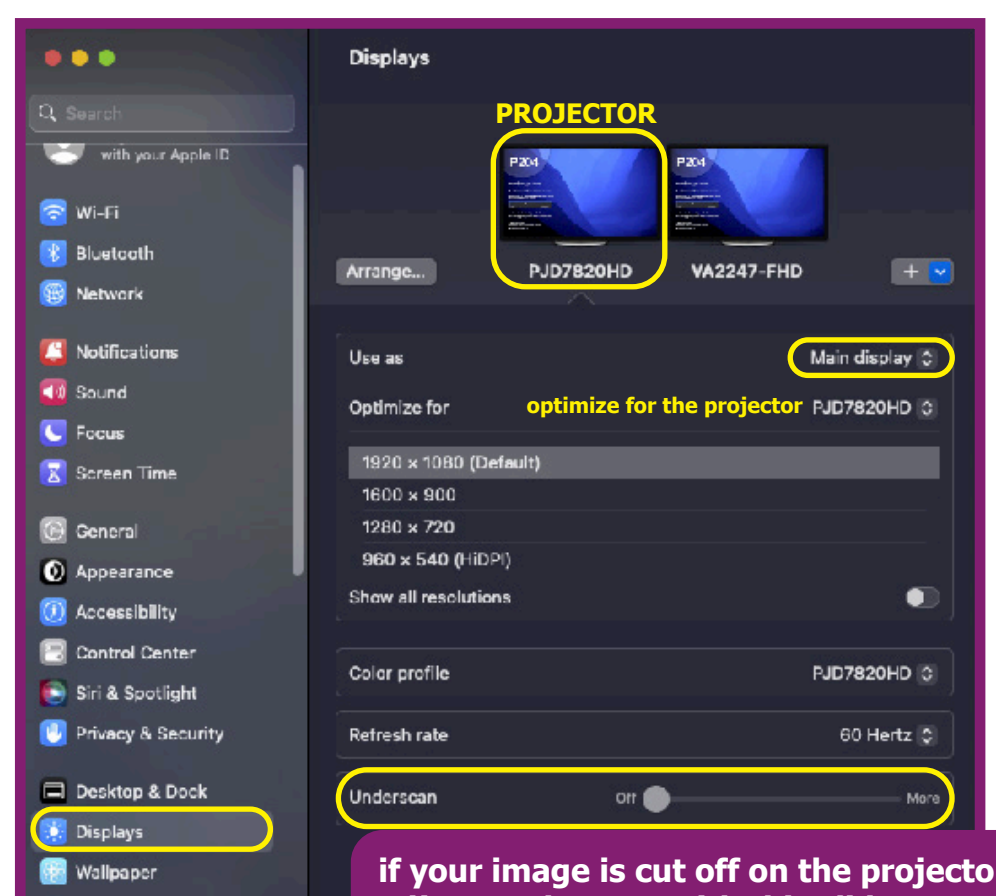 Displays
Search
with your Apple ID
Wi-Fi
Bluetooth
Network
Notifications
Sound
Focus
Screen Time
General
Appearance
Accessibility
Control Center
Siri & Spotlight
Privacy & Security
Desktop & Dock
Displays
Wallpaper
PROJECTOR
P204
P204
Arrange... PJD7820HD VA2247-FHD +
Use as Main display
Optimize for optimize for the projector PJD7820HD
1920 × 1080 (Default)
1600 × 900
1280 × 720
960 × 540 (HiDPI)
Show all resolutions
Color profile PJD7820HD
Refresh rate 60 Hertz
Underscan Off More
if your image is cut off on the projecto